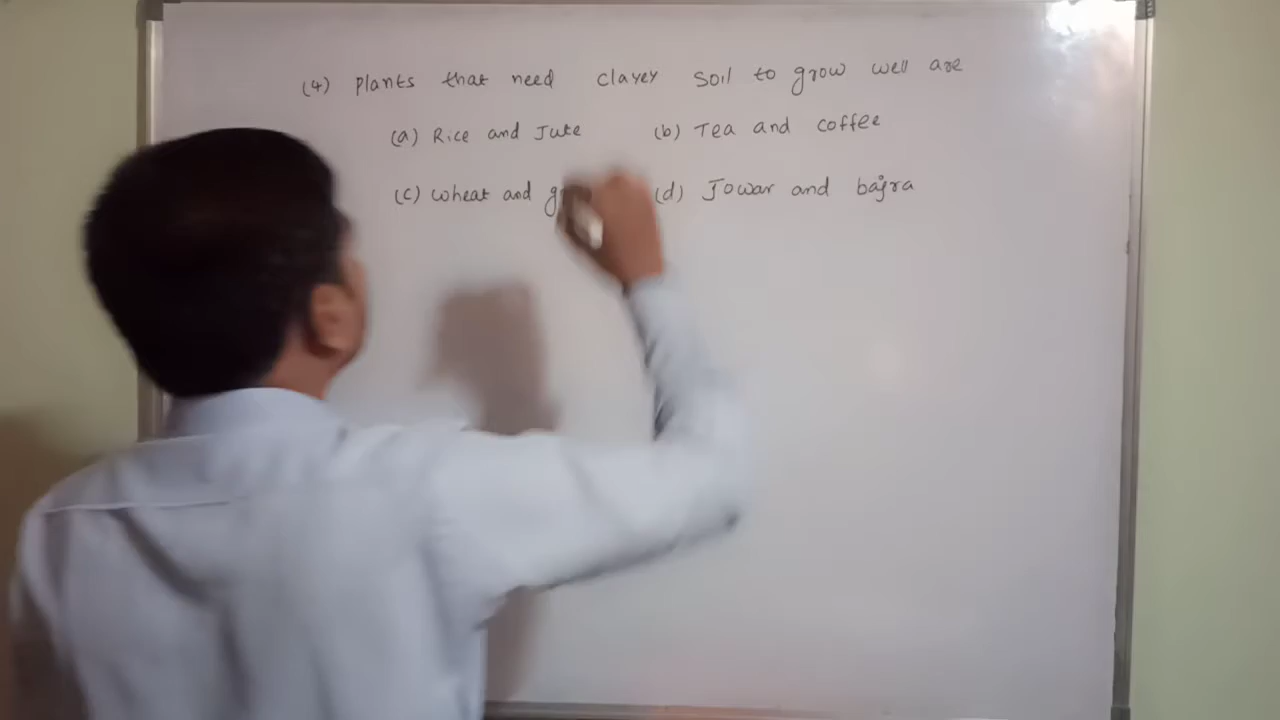 (4) Plants that need clayey soil to grow well are
(a) Rice and Jute (b) Tea and coffee
(c) wheat and (d) Jowar and bajra